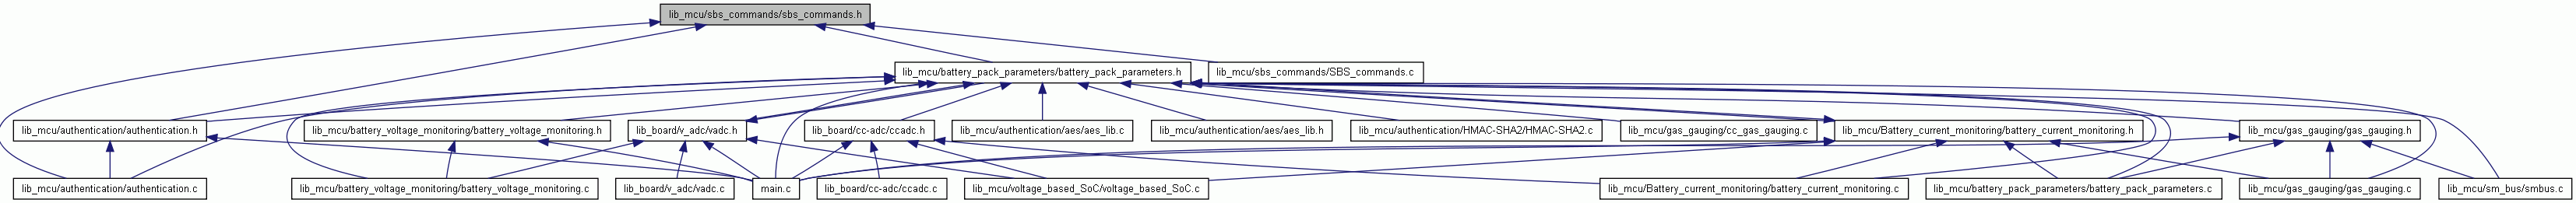 lib_mcu/sbs_commands/sbs_commands.h
lib_mcu/battery_pack_parameters/battery_pack_parameters.h
lib_mcu/sbs_commands/SBS_commands.c
lib_mcu/authentication/authentication.h
lib_mcu/battery_voltage_monitoring/battery_voltage_monitoring.h
lib_board/v_adc/vadc.h
lib_board/cc-adc/ccadc.h
lib_mcu/authentication/aes/aes_lib.c
lib_mcu/authentication/aes/aes_lib.h
lib_mcu/authentication/HMAC-SHA2/HMAC-SHA2.c
lib_mcu/gas_gauging/cc_gas_gauging.c
lib_mcu/Battery_current_monitoring/battery_current_monitoring.h
lib_mcu/gas_gauging/gas_gauging.h
lib_mcu/authentication/authentication.c
lib_mcu/battery_voltage_monitoring/battery_voltage_monitoring.c
lib_board/v_adc/vadc.c
main.c
lib_board/cc-adc/ccadc.c
lib_mcu/voltage_based_SoC/voltage_based_SoC.c
lib_mcu/Battery_current_monitoring/battery_current_monitoring.c
lib_mcu/battery_pack_parameters/battery_pack_parameters.c
lib_mcu/gas_gauging/gas_gauging.c
lib_mcu/sm_bus/smbus.c